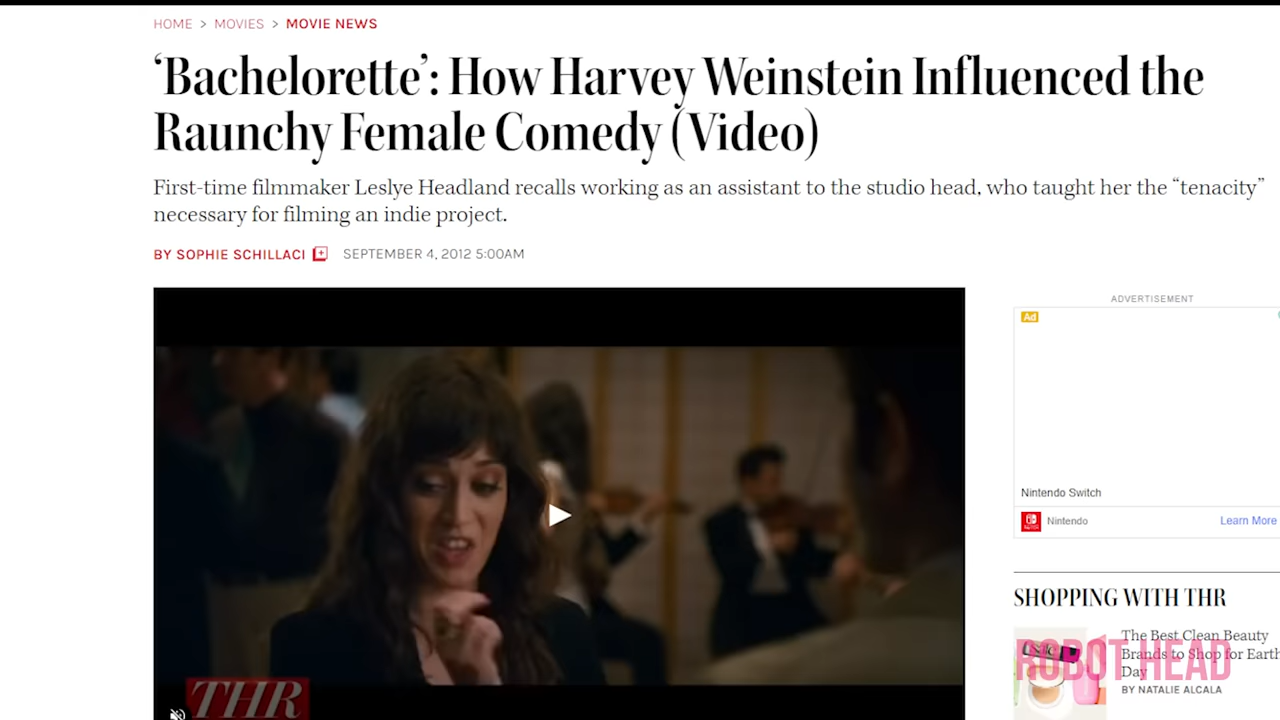 HOME > MOVIES > MOVIE NEWS
‘Bachelorette’: How Harvey Weinstein Influenced the
Raunchy Female Comedy (Video)
First-time filmmaker Leslye Headland recalls working as an assistant to the studio head, who taught her the “tenacity”
necessary for filming an indie project.
BY SOPHIE SCHILLACI SEPTEMBER 4, 2012 5:00AM
THR
ADVERTISEMENT
Ad
Nintendo Switch
Nintendo Learn More
SHOPPING WITH THR
The Best Clean Beauty
Brands to Shop for Earth
Day
BY NATALIE ALCALA
ROBOT HEAD